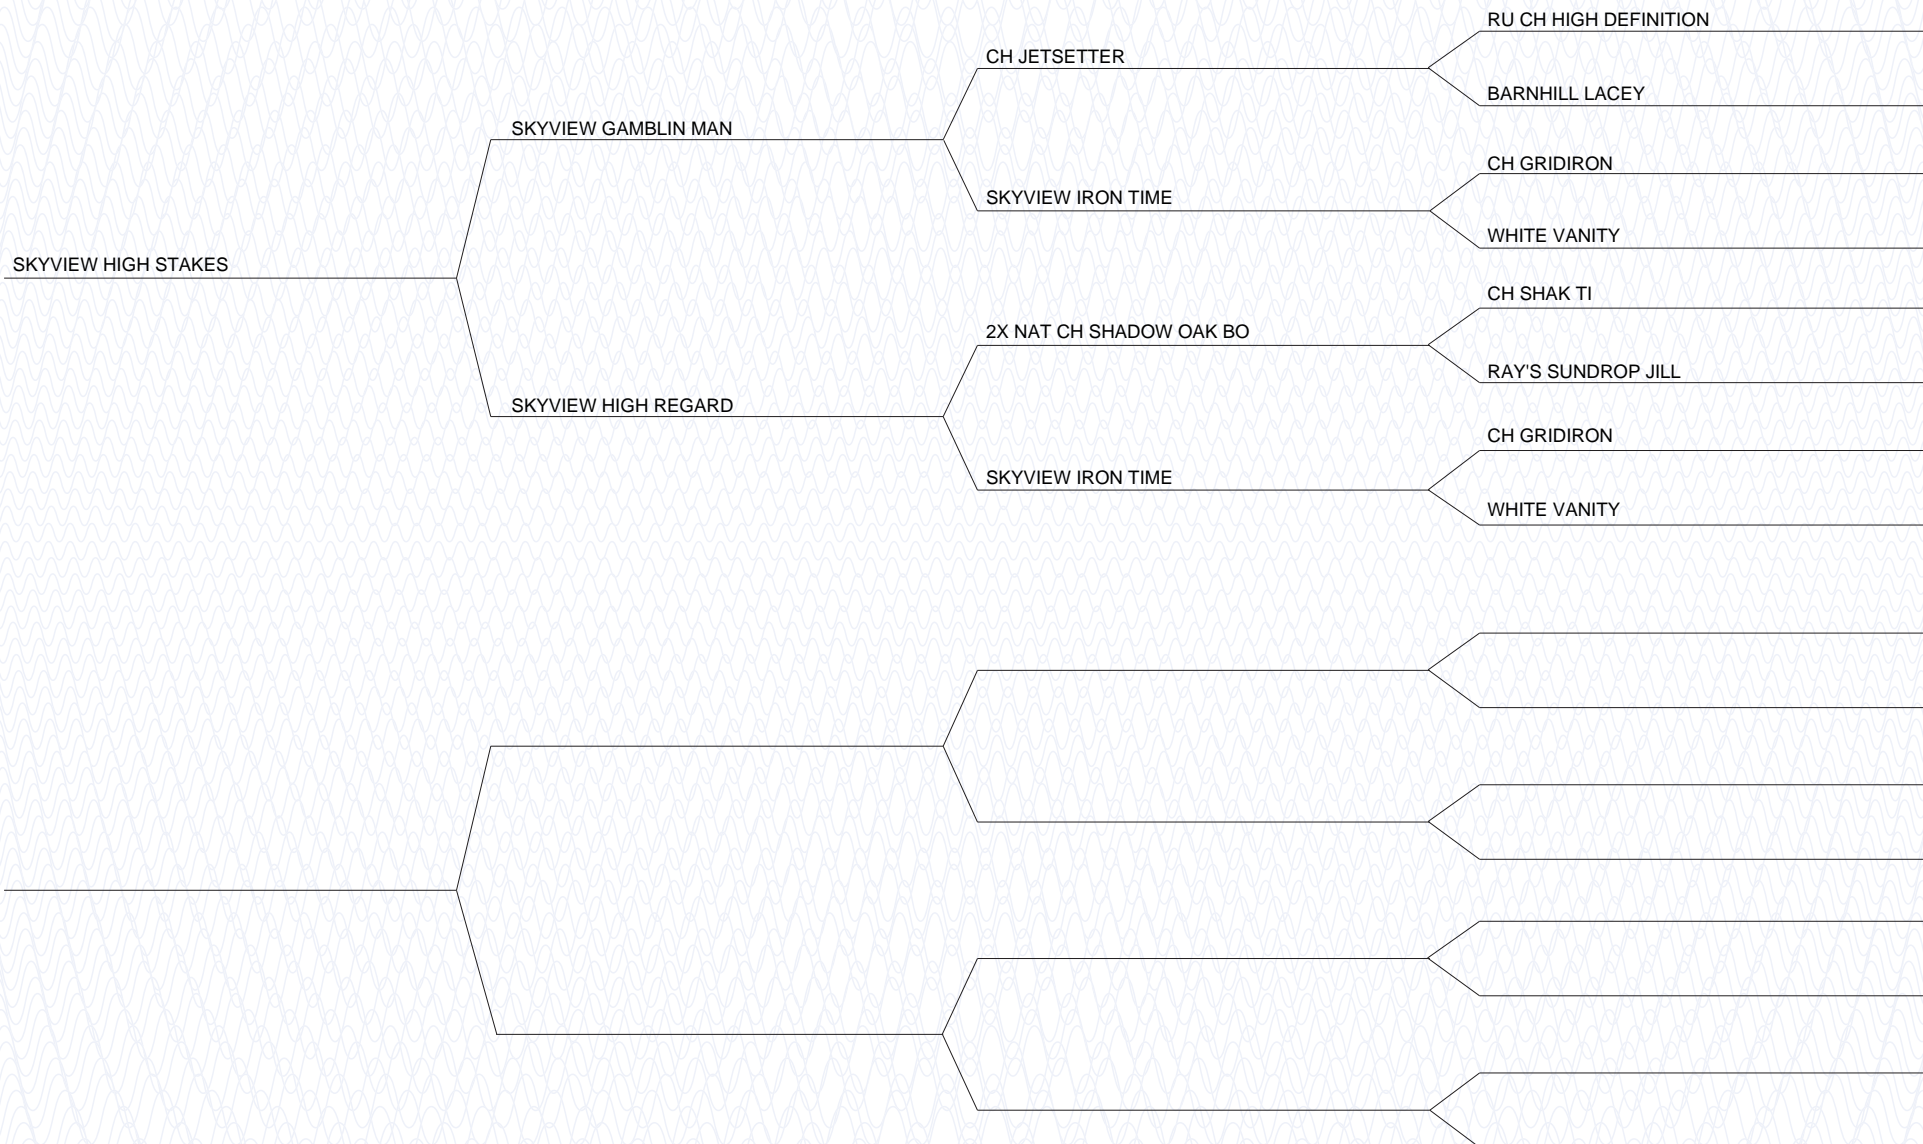 SKYVIEW HIGH STAKES
SKYVIEW GAMBLIN MAN
SKYVIEW HIGH REGARD
CH JETSETTER
SKYVIEW IRON TIME
2X NAT CH SHADOW OAK BO
SKYVIEW IRON TIME
RU CH HIGH DEFINITION
BARNHILL LACEY
CH GRIDIRON
WHITE VANITY
CH SHAK TI
RAY'S SUNDROP JILL
CH GRIDIRON
WHITE VANITY